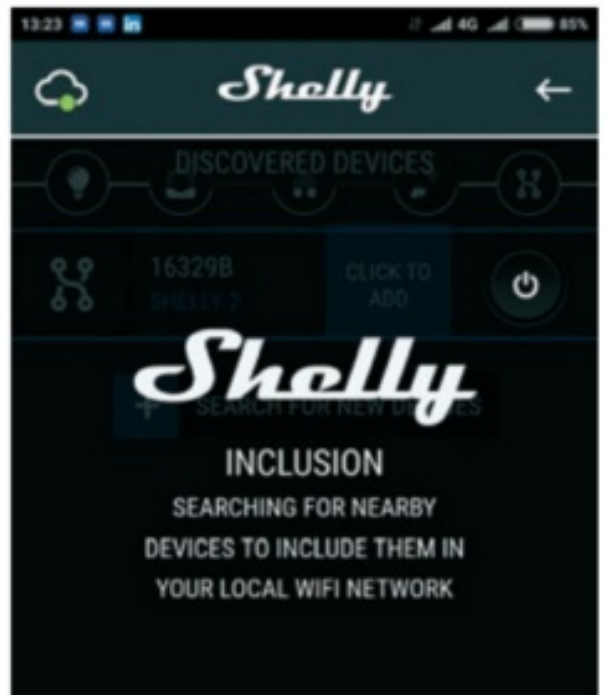 13:23 in 4G 85%
Shelly
DISCOVERED DEVICES
16329B
SHELLY 2
CLICK TO
ADD
Shelly
+ SEARCH FOR NEW DEVICES
INCLUSION
SEARCHING FOR NEARBY
DEVICES TO INCLUDE THEM IN
YOUR LOCAL WIFI NETWORK